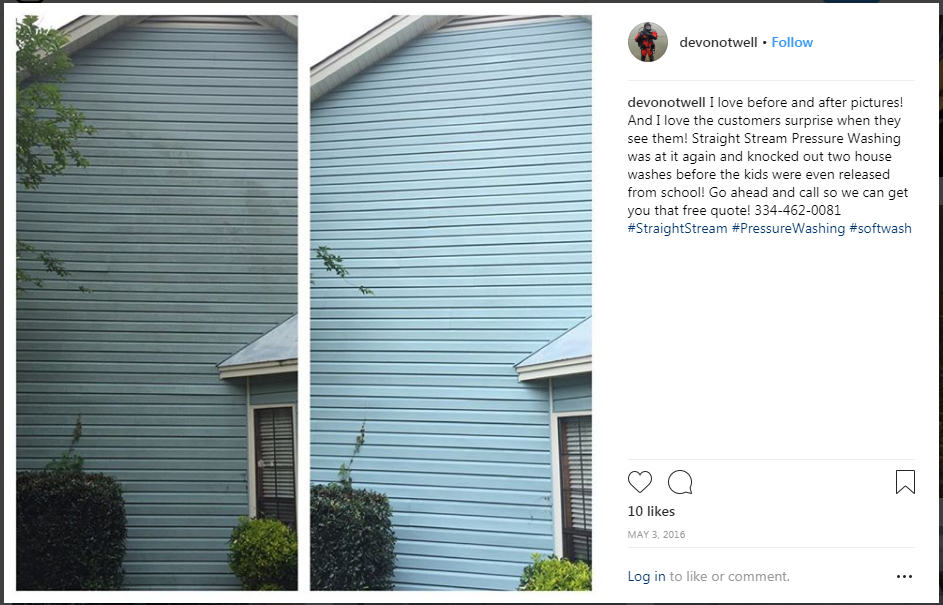 devonotwell • Follow
devonotwell I love before and after pictures!
And I love the customers surprise when they
see them! Straight Stream Pressure Washing
was at it again and knocked out two house
washes before the kids were even released
from school! Go ahead and call so we can get
you that free quote! 334-462-0081
#StraightStream #PressureWashing #softwash
10 likes
MAY 3, 2016
Log in to like or comment.